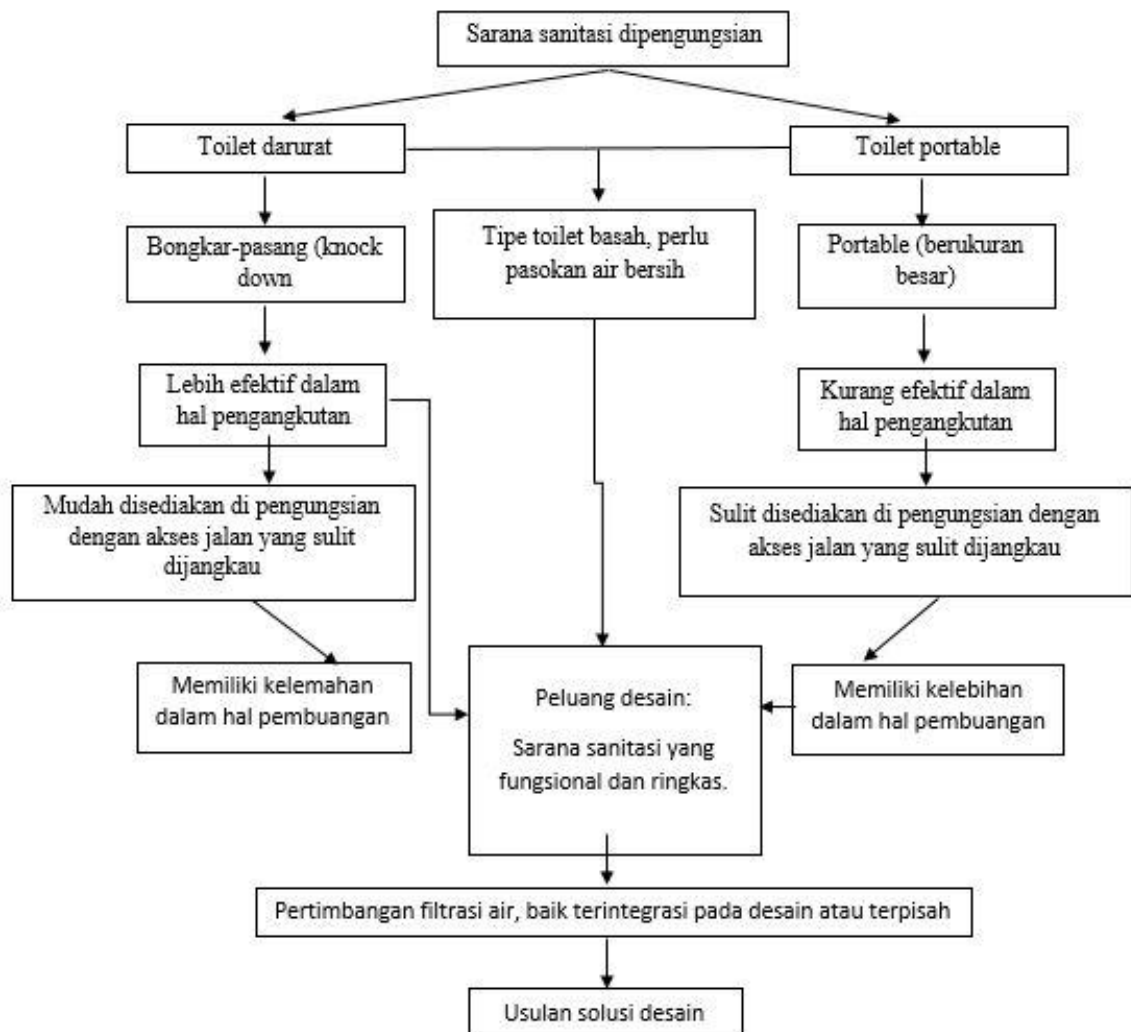 Sarana sanitasi dipengungsian
Toilet darurat
Toilet portable
Bongkar-pasang (knock
down
Tipe toilet basah, perlu
pasokan air bersih
Portable (berukuran
besar)
Lebih efektif dalam
hal pengangkutan
Kurang efektif dalam
hal pengangkutan
Mudah disediakan di pengungsian
dengan akses jalan yang sulit
dijangkau
Sulit disediakan di pengungsian dengan
akses jalan yang sulit dijangkau
Memiliki kelemahan
dalam hal pembuangan
Peluang desain:
Sarana sanitasi yang
fungsional dan ringkas.
Memiliki kelebihan
dalam hal pembuangan
Pertimbangan filtrasi air, baik terintegrasi pada desain atau terpisah
Usulan solusi desain